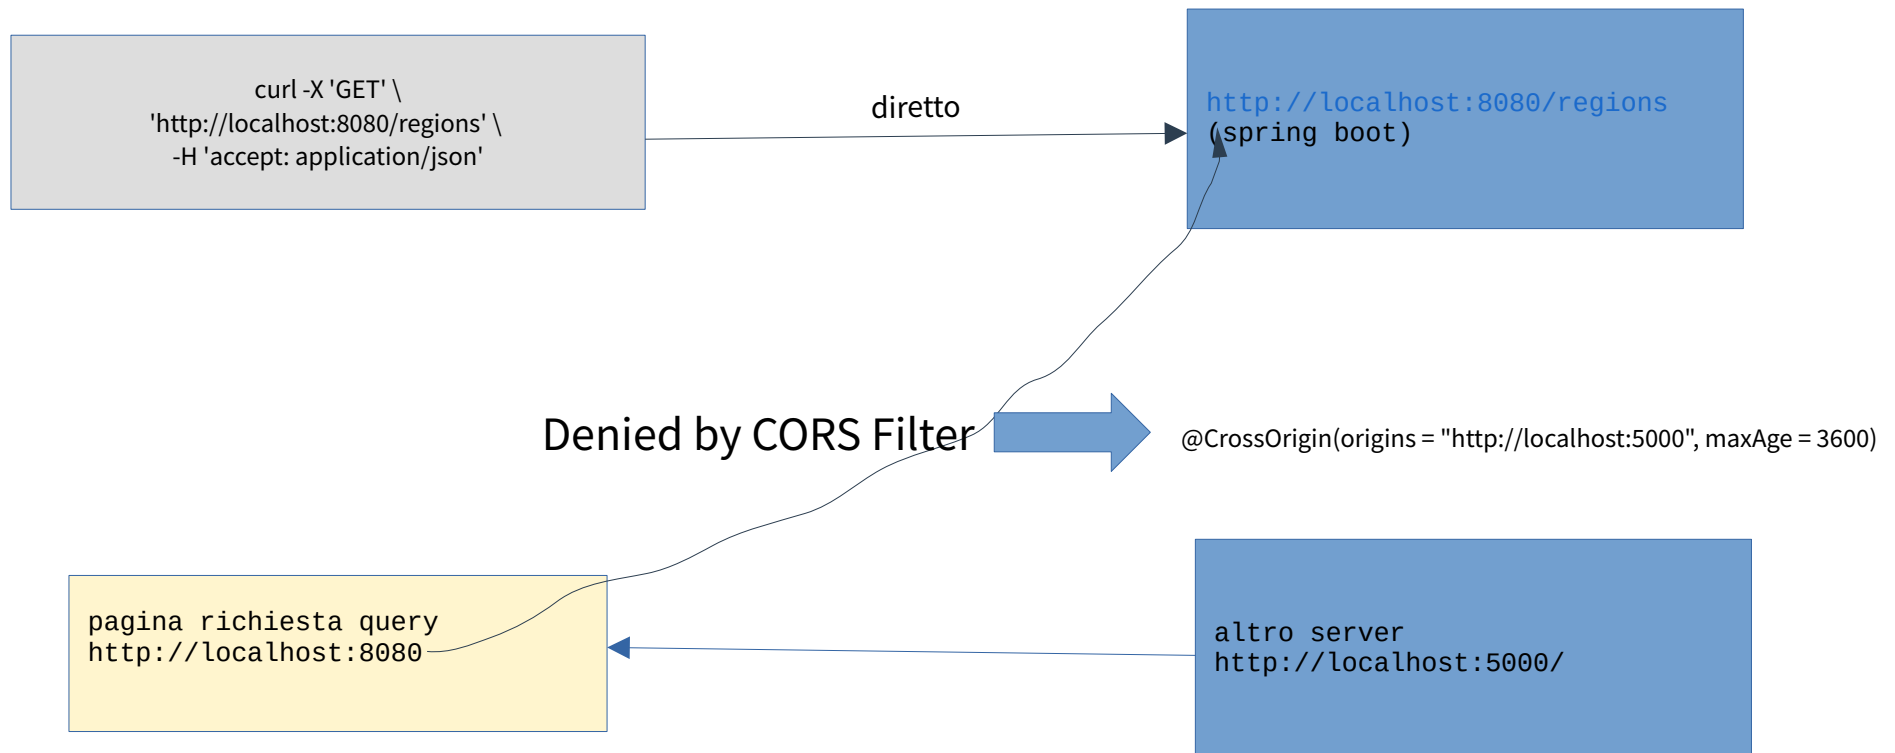 curl -X 'GET' \
'http://localhost:8080/regions' \
-H 'accept: application/json'
diretto
http://localhost:8080/regions
(spring boot)
Denied by CORS Filter
@CrossOrigin(origins = "http://localhost:5000", maxAge = 3600)
pagina richiesta query
http://localhost:8080
altro server
http://localhost:5000/